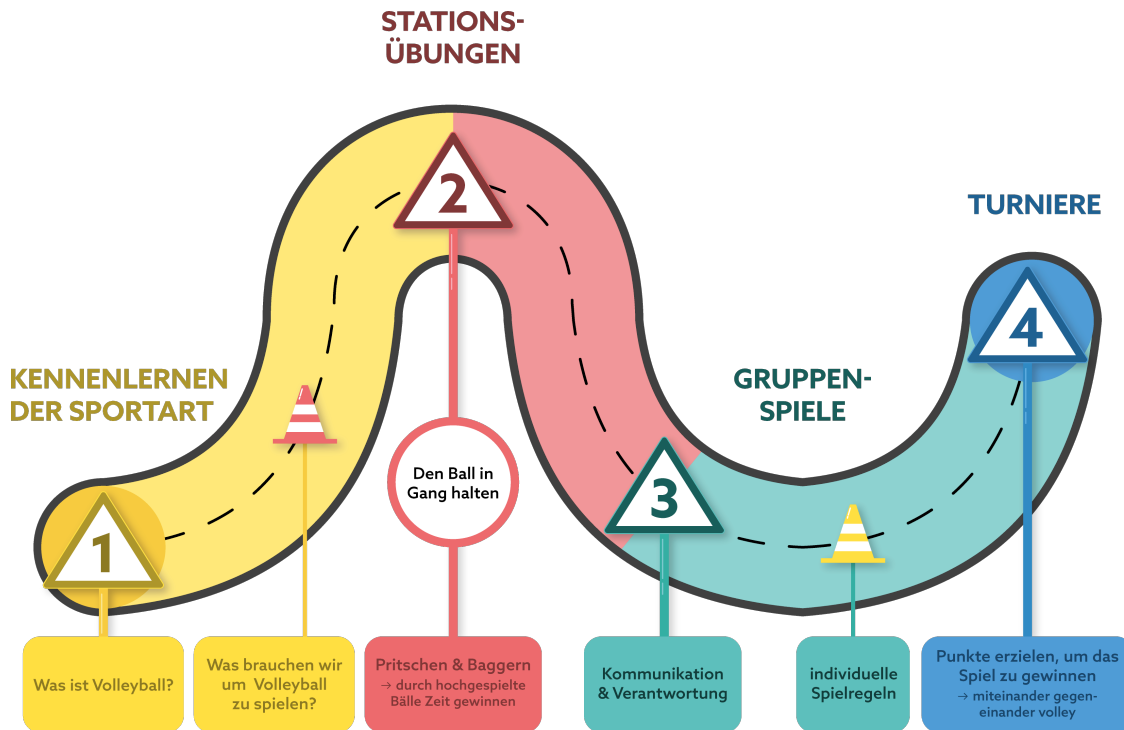 STATIONS-
ÜBUNGEN
2
TURNIERE
4
KENNENLERNEN
DER SPORTART
GRUPPEN-
SPIELE
Den Ball in
Gang halten
3
1
Was ist Volleyball?
Was brauchen wir
um Volleyball
zu spielen?
Pritschen & Baggern
→ durch hochgespielte
Bälle Zeit gewinnen
Kommunikation
& Verantwortung
individuelle
Spielregeln
Punkte erzielen, um das
Spiel zu gewinnen
→ miteinander gegen-
einander volley